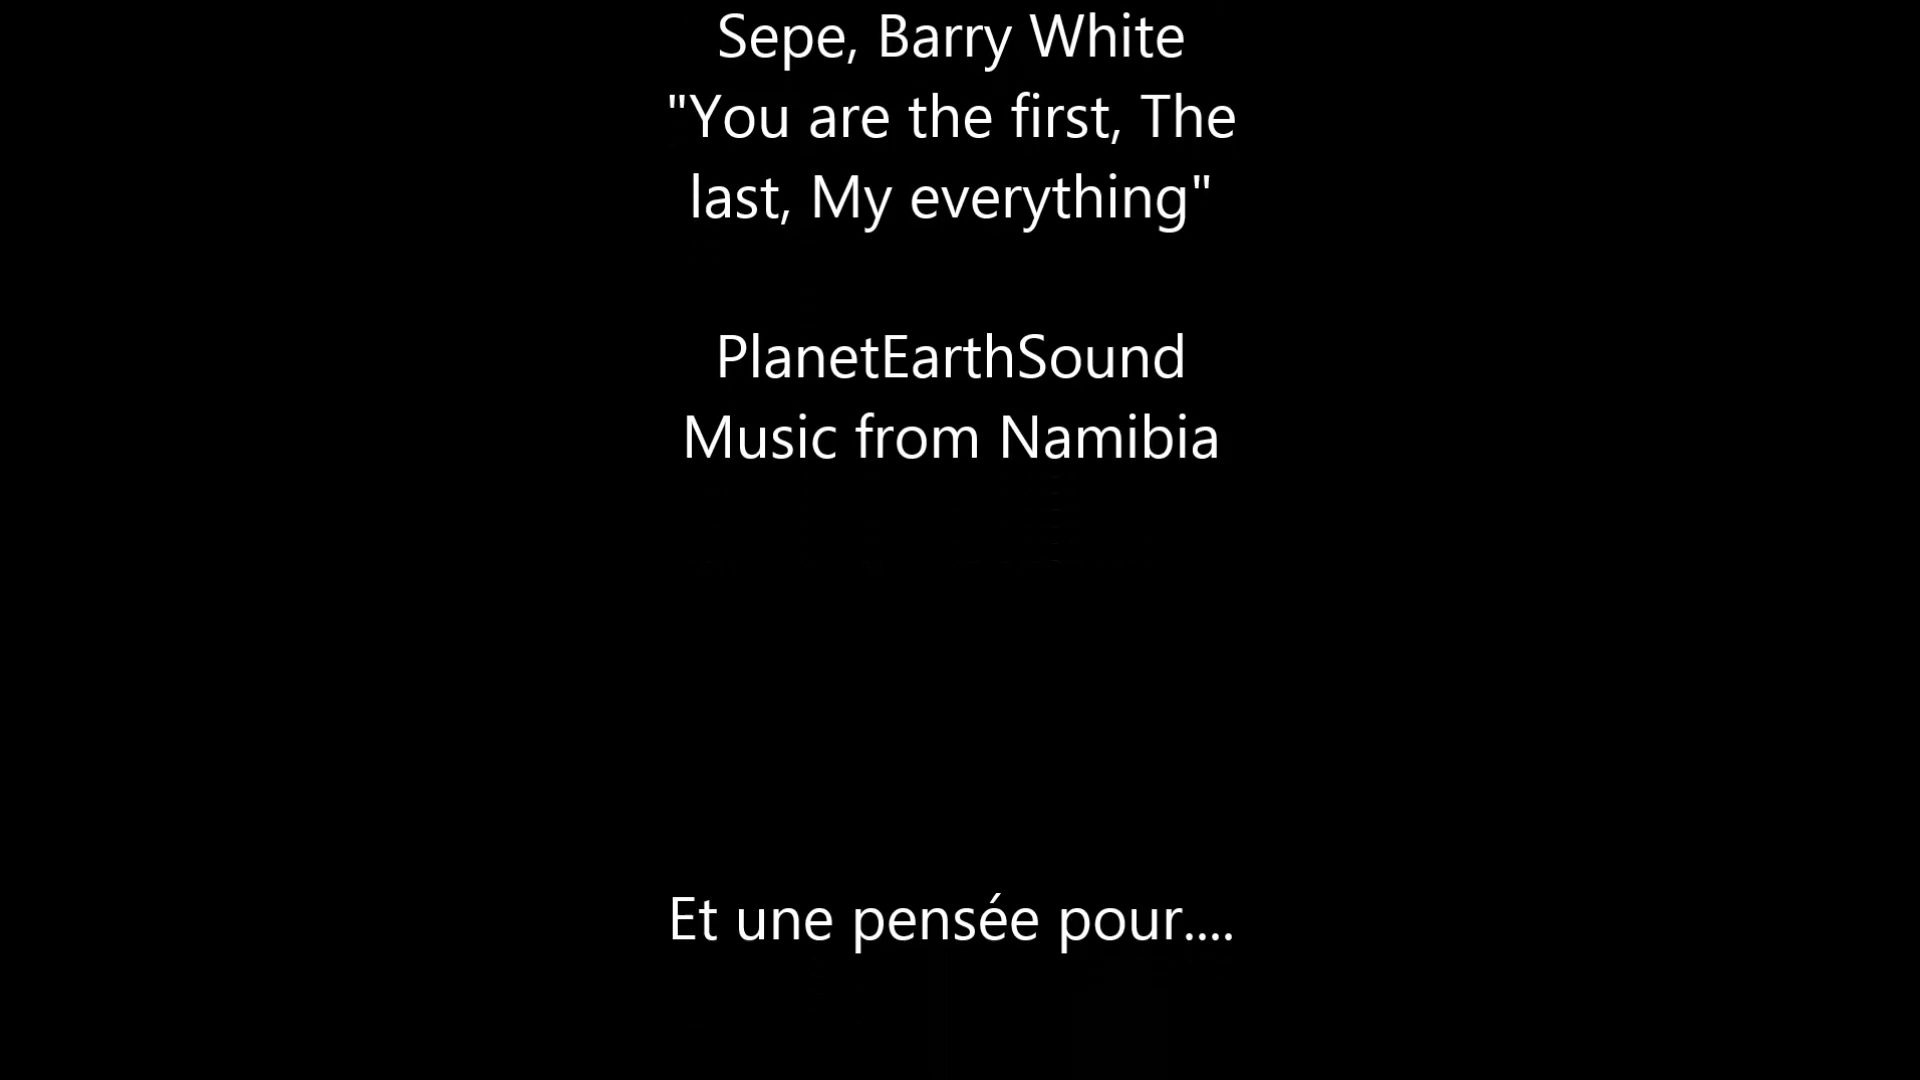 Sepe, Barry White
"You are the first, The
last, My everything"
PlanetEarthSound
Music from Namibia
Et une pensée pour....